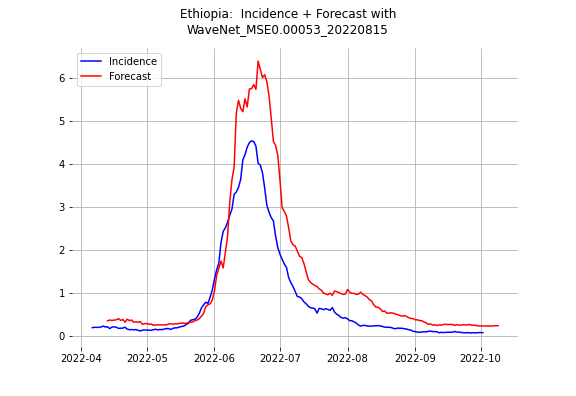 Ethiopia:  Incidence + Forecast with
WaveNet_MSE0.00053_20220815
Incidence
Forecast
6
5
4
3
2
1
0
2022-04 2022-05 2022-06 2022-07 2022-08 2022-09 2022-10